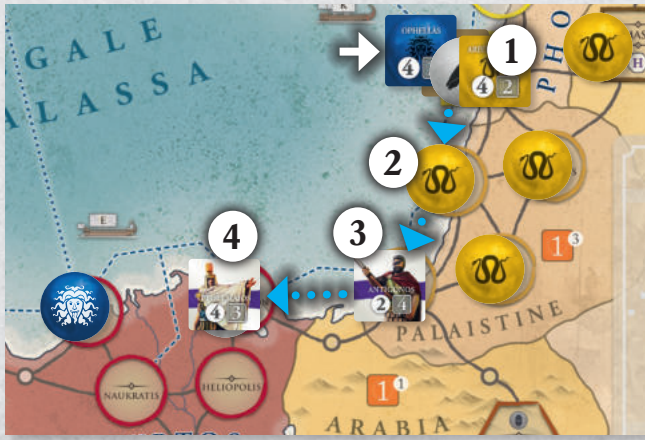 K
GALE
ALASSA
OPHELLAS
4
4
2
1
PHO
H
2
E
1
3
4
3
4
3
ANTIGONOS
2
4
PALAISTINE
NAUKRATIS
HELIOPOLIS
1
1
ARABIA